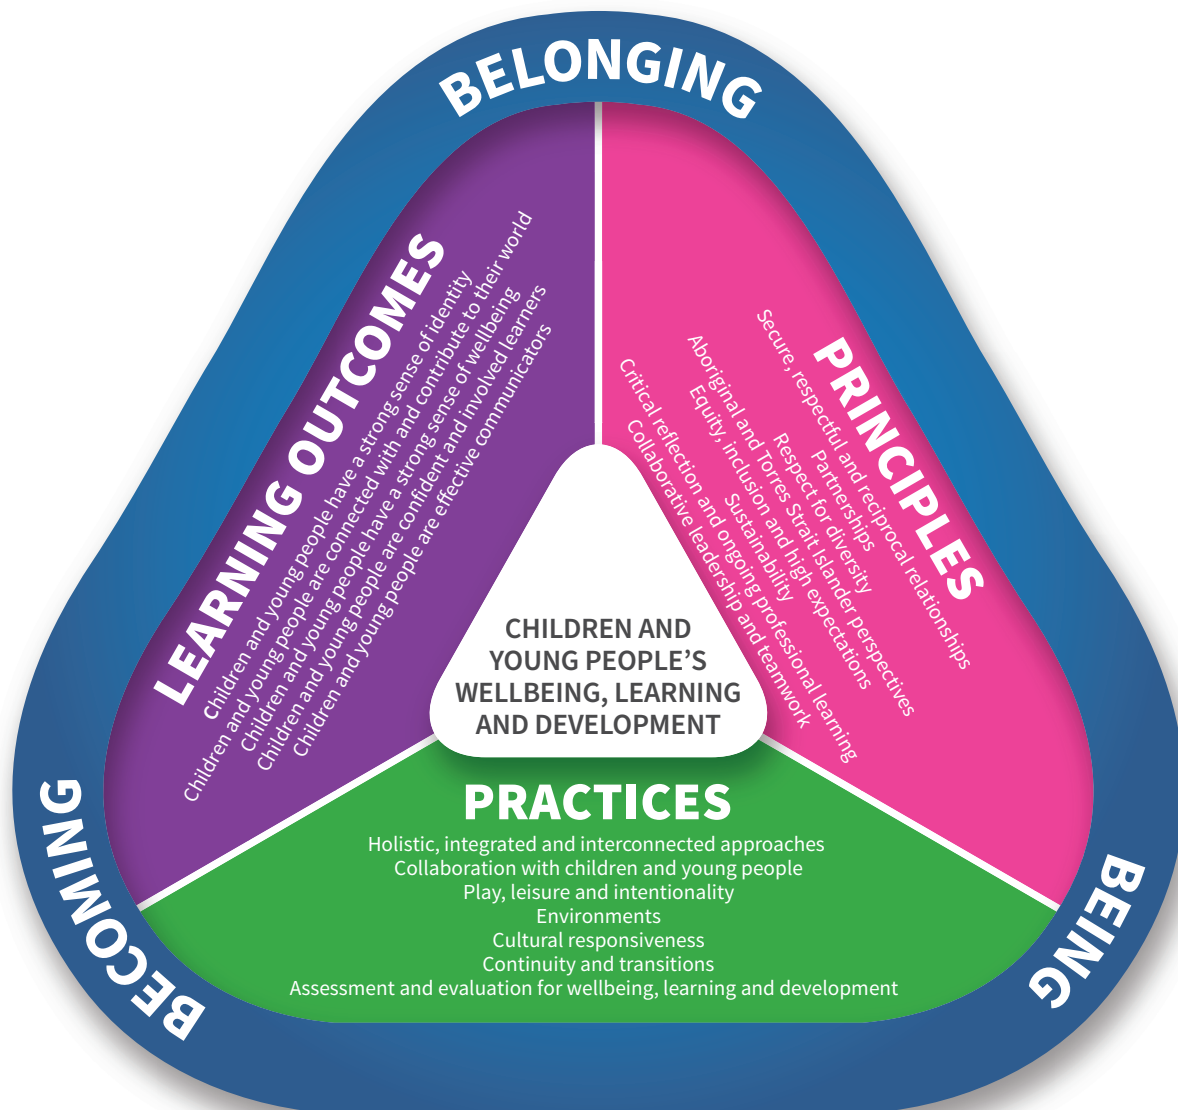 BELONGING
LEARNING OUTCOMES
Children and young people have a strong sense of identity
Children and young people are connected with and contribute to their world
Children and young people have a strong sense of wellbeing
Children and young people are confident and involved learners
Children and young people are effective communicators
PRINCIPLES
Secure, respectful and reciprocal relationships
Partnerships
Respect for diversity
Aboriginal and Torres Strait Islander perspectives
Equity, inclusion and high expectations
Sustainability
Critical reflection and ongoing professional learning
Collaborative leadership and teamwork
CHILDREN AND
YOUNG PEOPLE’S
WELLBEING, LEARNING
AND DEVELOPMENT
PRACTICES
Holistic, integrated and interconnected approaches
Collaboration with children and young people
Play, leisure and intentionality
Environments
Cultural responsiveness
Continuity and transitions
Assessment and evaluation for wellbeing, learning and development
BECOMING
BEING